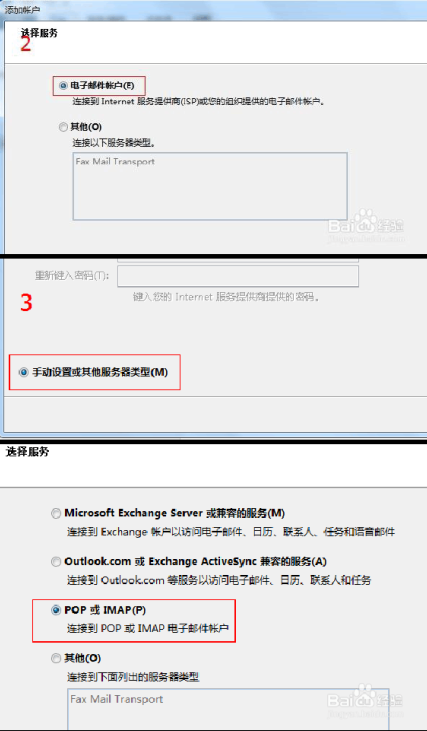 添加帐户
选择服务
2
电子邮件帐户(E)
连接到 Internet 服务提供商(ISP)或您的组织提供的电子邮件帐户。
其他(O)
连接以下服务器类型。
Fax Mail Transport
Baidu 经验
重新键入密码(T):
键入您的 Internet 服务提供商提供的密码。
3
手动设置或其他服务器类型(M)
选择服务
Microsoft Exchange Server 或兼容的服务(M)
连接到 Exchange 帐户以访问电子邮件、日历、联系人、任务和语音邮件
Outlook.com 或 Exchange ActiveSync 兼容的服务(A)
连接到 Outlook.com 等服务以访问电子邮件、日历、联系人和任务
POP 或 IMAP(P)
连接到 POP 或 IMAP 电子邮件帐户
其他(O)
连接到下面列出的服务器类型
Fax Mail Transport
Baidu 经验